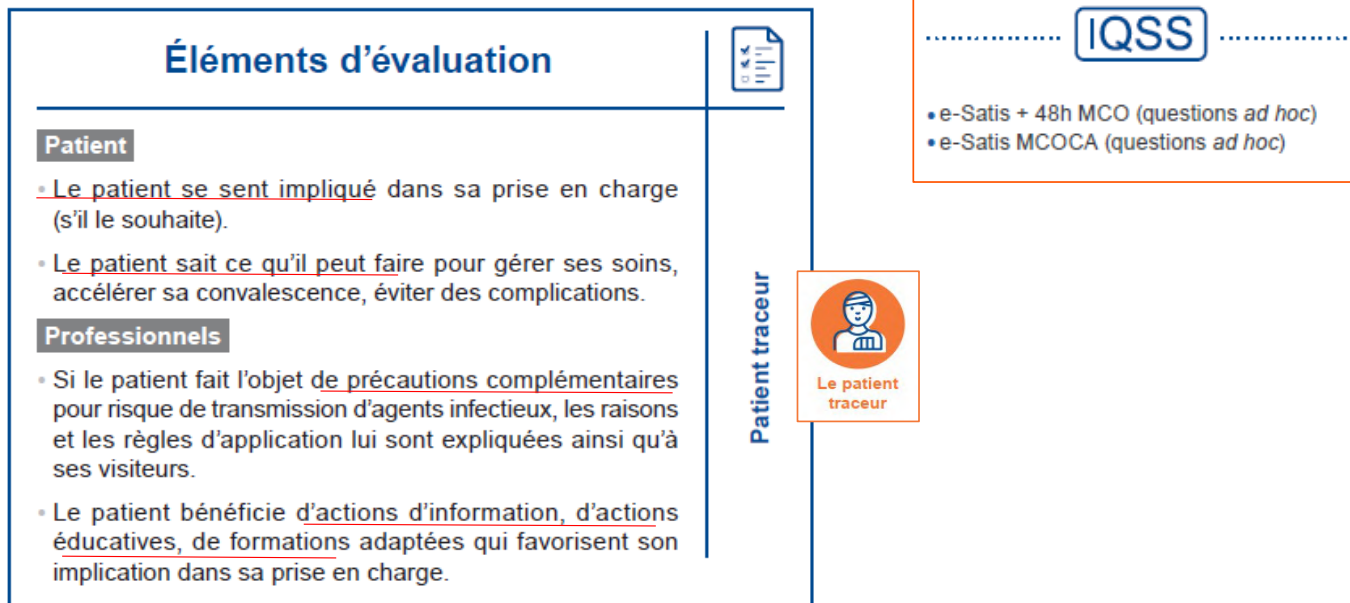 Éléments d'évaluation
Patient
• Le patient se sent impliqué dans sa prise en charge
(s'il le souhaite).
• Le patient sait ce qu'il peut faire pour gérer ses soins,
accélérer sa convalescence, éviter des complications.
Professionnels
• Si le patient fait l'objet de précautions complémentaires
pour risque de transmission d'agents infectieux, les raisons
et les règles d'application lui sont expliquées ainsi qu'à
ses visiteurs.
• Le patient bénéficie d'actions d'information, d'actions
éducatives, de formations adaptées qui favorisent son
implication dans sa prise en charge.
Patient traceur
Le patient
traceur
IQSS
• e-Satis + 48h MCO (questions ad hoc)
• e-Satis MCOCA (questions ad hoc)